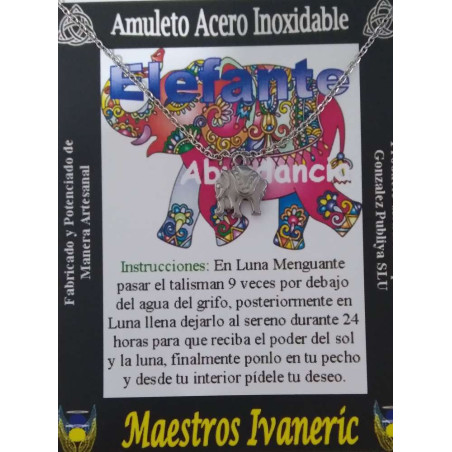 Amuleto Acero Inoxidable
Elefante
Fabricado y Potenciado de
Manera Artesanal
Gonzalez Publiya SLU
Instrucciones: En Luna Menguante
pasar el talisman 9 veces por debajo
del agua del grifo, posteriormente en
Luna llena dejarlo al sereno durante 24
horas para que reciba el poder del sol
y la luna, finalmente ponlo en tu pecho
y desde tu interior pídele tu deseo.
Maestros Ivaneric